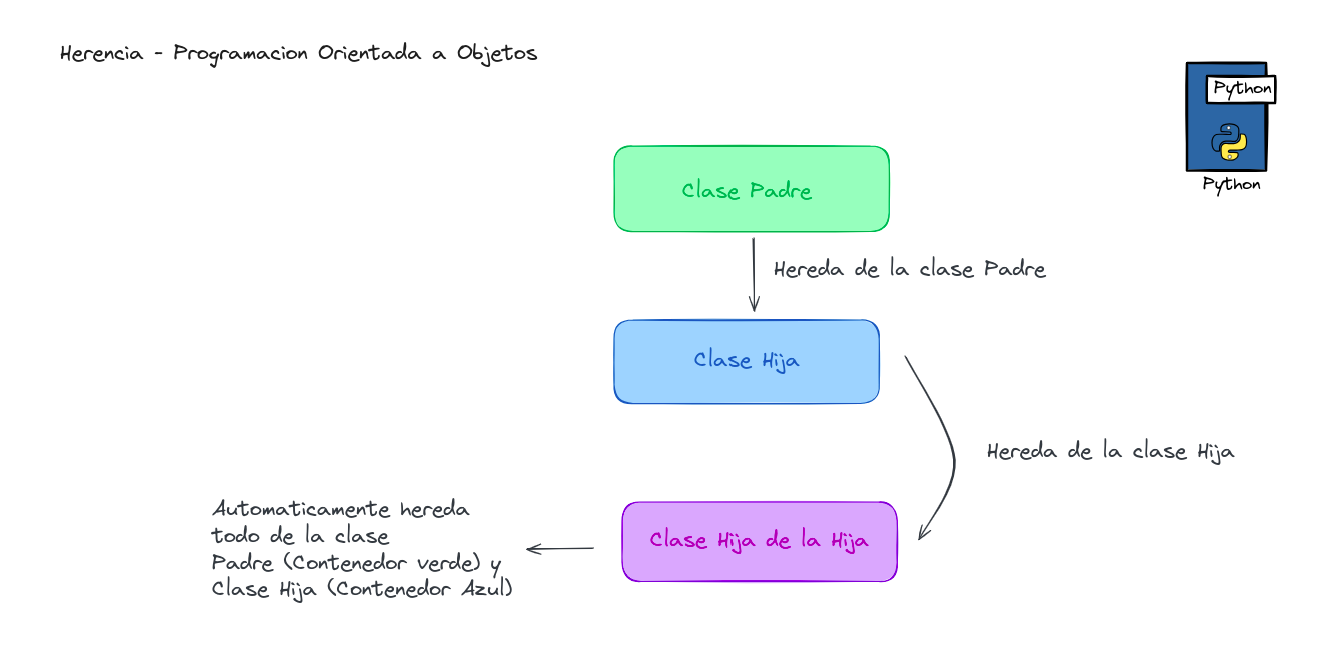 Herencia - Programacion Orientada a Objetos
Python
Python
Clase Padre
Hereda de la clase Padre
Clase Hija
Hereda de la clase Hija
Clase Hija de la Hija
Automaticamente hereda
todo de la clase
Padre (Contenedor verde) y
Clase Hija (Contenedor Azul)